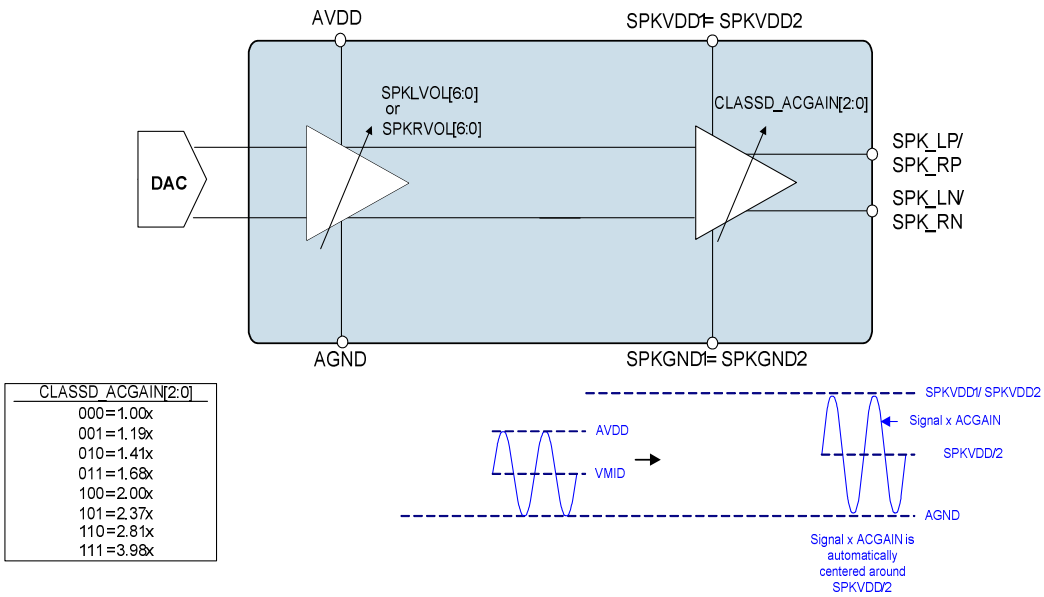 AVDD
SPKVDD1= SPKVDD2
SPKLVOL[6:0]
or
SPKRVOL[6:0]
CLASSD_ACGAIN[2:0]
DAC
SPK_LP/
SPK_RP
SPK_LN/
SPK_RN
AGND
SPKGND1= SPKGND2
CLASSD_ACGAIN[2:0]
000=1.00x
001=1.19x
010=1.41x
011=1.68x
100=2.00x
101=2.37x
110=2.81x
111=3.98x
AVDD
VMID
SPKVDD1/ SPKVDD2
Signal x ACGAIN
SPKVDD/2
AGND
Signal x ACGAIN is
automatically
centered around
SPKVDD/2